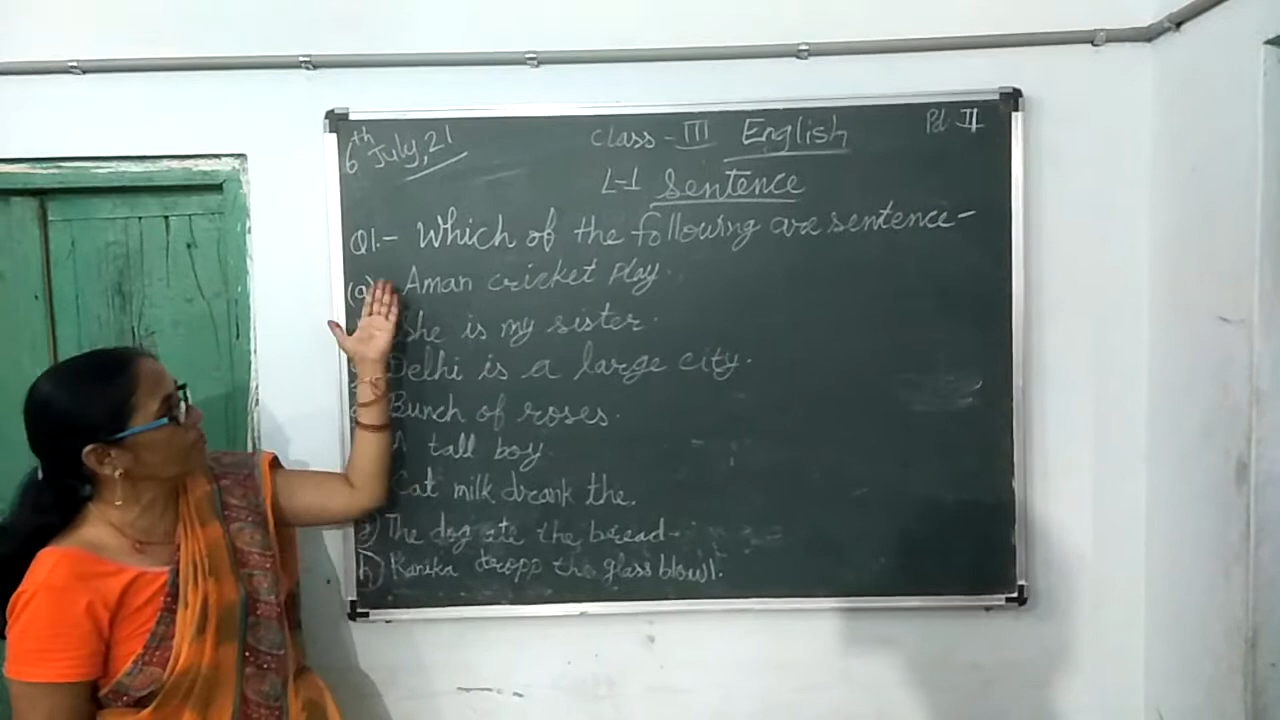 6th July, 21
Class - III English
Pd II
L-1 Sentence
Q1.- Which of the following are sentence-
(a) Aman cricket play.
she is my sister.
Delhi is a large city.
Bunch of roses.
A tall boy.
Cat milk drank the.
g) The dog ate the bread-
h) Kanika dropp the glass blowl.